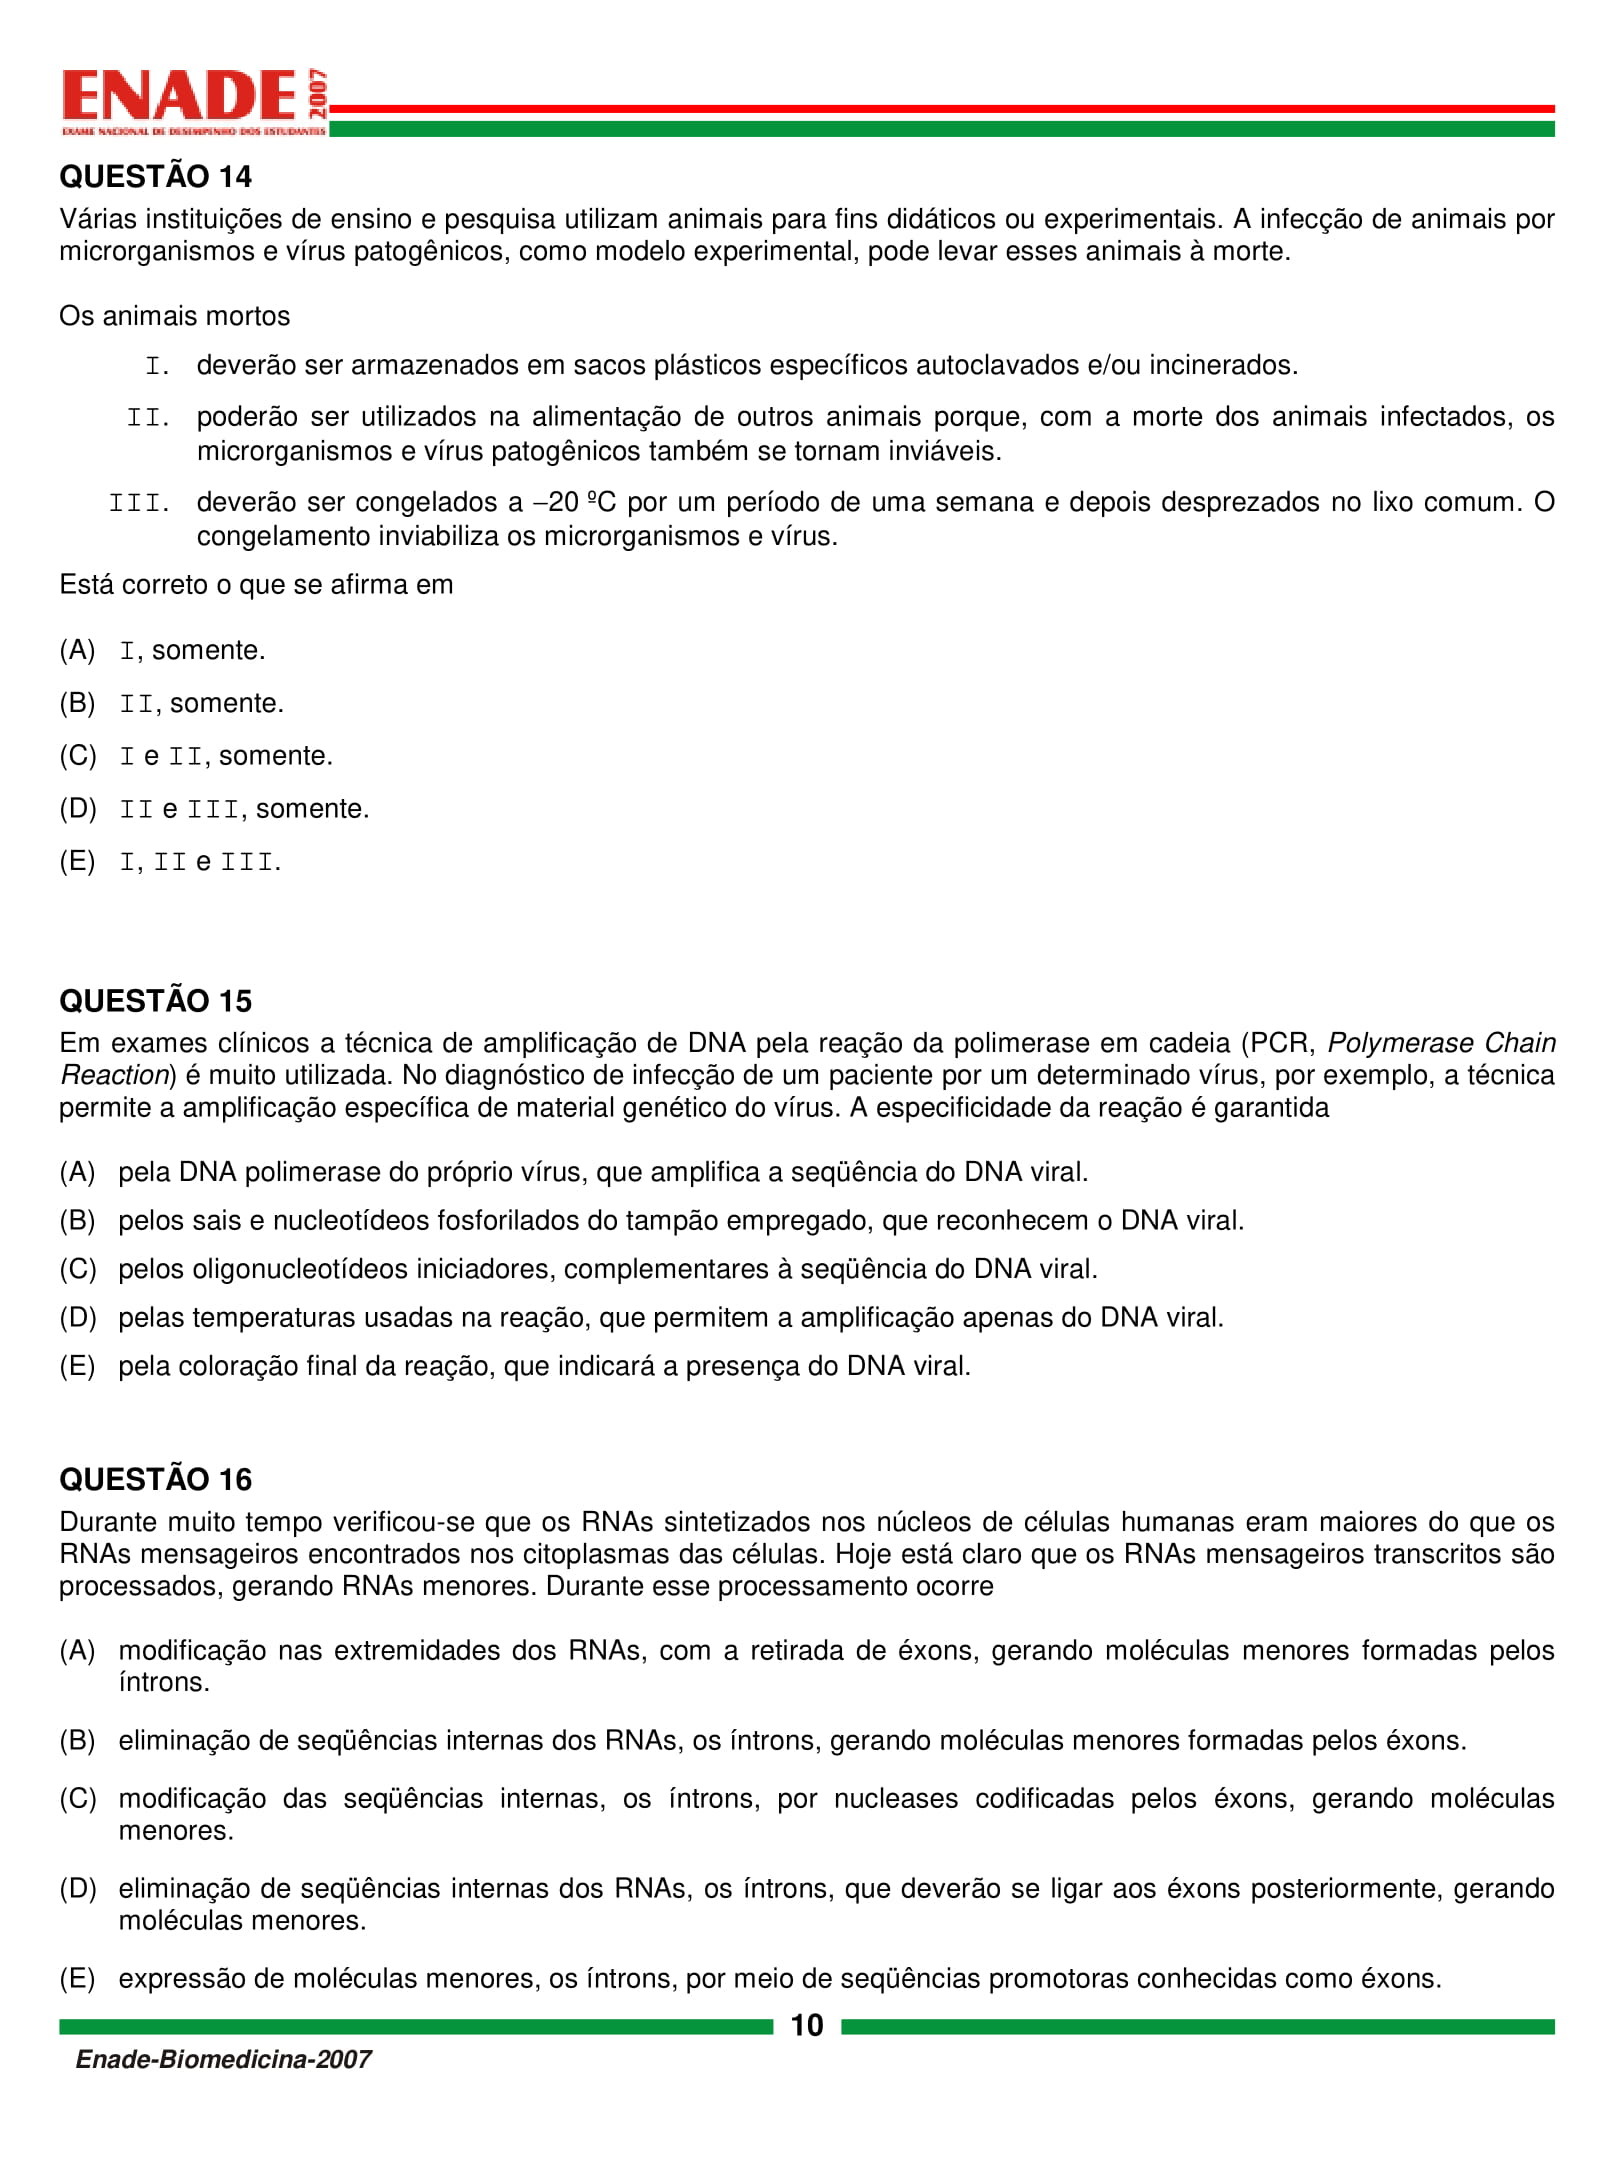 ENADE 2007
EXAME NACIONAL DE DESEMPENHO DOS ESTUDANTES
QUESTÃO 14
Várias instituições de ensino e pesquisa utilizam animais para fins didáticos ou experimentais. A infecção de animais por
microrganismos e vírus patogênicos, como modelo experimental, pode levar esses animais à morte.
Os animais mortos
I. deverão ser armazenados em sacos plásticos específicos autoclavados e/ou incinerados.
II. poderão ser utilizados na alimentação de outros animais porque, com a morte dos animais infectados, os
microrganismos e vírus patogênicos também se tornam inviáveis.
III. deverão ser congelados a −20 ºC por um período de uma semana e depois desprezados no lixo comum. O
congelamento inviabiliza os microrganismos e vírus.
Está correto o que se afirma em
(A) I, somente.
(B) II, somente.
(C) I e II, somente.
(D) II e III, somente.
(E) I, II e III.
QUESTÃO 15
Em exames clínicos a técnica de amplificação de DNA pela reação da polimerase em cadeia (PCR, Polymerase Chain
Reaction) é muito utilizada. No diagnóstico de infecção de um paciente por um determinado vírus, por exemplo, a técnica
permite a amplificação específica de material genético do vírus. A especificidade da reação é garantida
(A) pela DNA polimerase do próprio vírus, que amplifica a seqüência do DNA viral.
(B) pelos sais e nucleotídeos fosforilados do tampão empregado, que reconhecem o DNA viral.
(C) pelos oligonucleotídeos iniciadores, complementares à seqüência do DNA viral.
(D) pelas temperaturas usadas na reação, que permitem a amplificação apenas do DNA viral.
(E) pela coloração final da reação, que indicará a presença do DNA viral.
QUESTÃO 16
Durante muito tempo verificou-se que os RNAs sintetizados nos núcleos de células humanas eram maiores do que os
RNAs mensageiros encontrados nos citoplasmas das células. Hoje está claro que os RNAs mensageiros transcritos são
processados, gerando RNAs menores. Durante esse processamento ocorre
(A) modificação nas extremidades dos RNAs, com a retirada de éxons, gerando moléculas menores formadas pelos
íntrons.
(B) eliminação de seqüências internas dos RNAs, os íntrons, gerando moléculas menores formadas pelos éxons.
(C) modificação das seqüências internas, os íntrons, por nucleases codificadas pelos éxons, gerando moléculas
menores.
(D) eliminação de seqüências internas dos RNAs, os íntrons, que deverão se ligar aos éxons posteriormente, gerando
moléculas menores.
(E) expressão de moléculas menores, os íntrons, por meio de seqüências promotoras conhecidas como éxons.
10
Enade-Biomedicina-2007